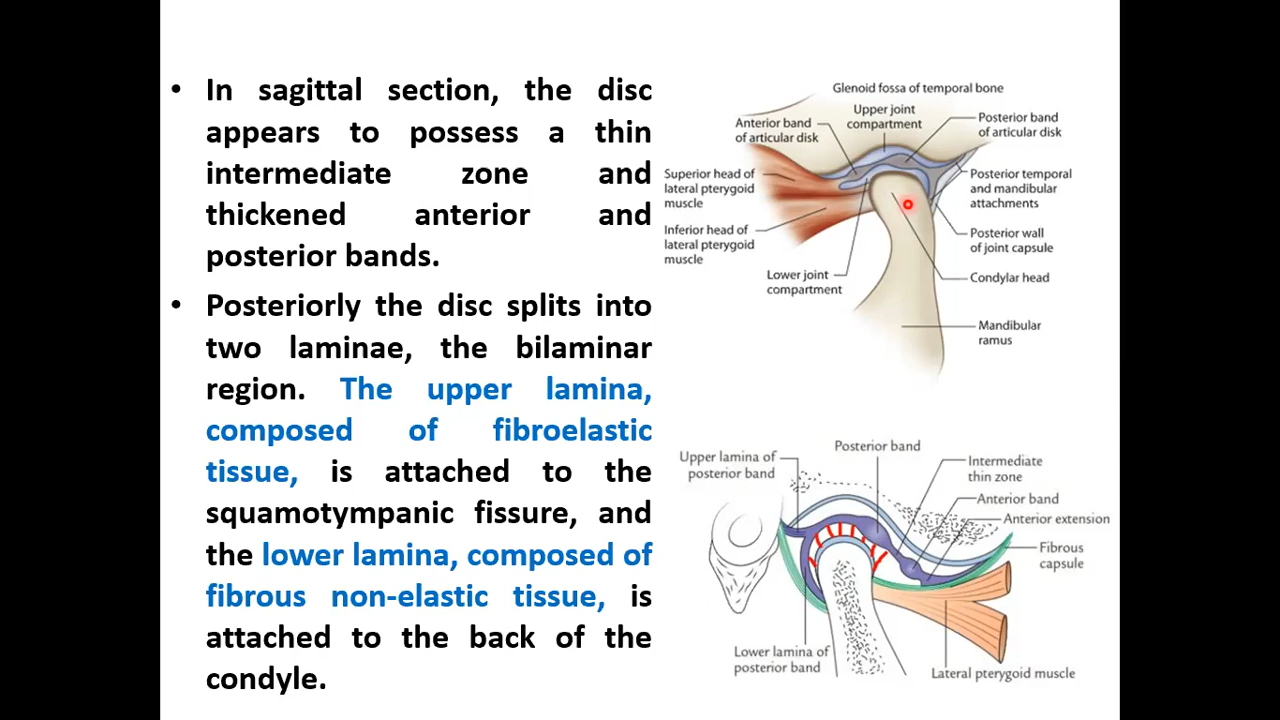 • In sagittal section, the disc
appears to possess a thin
intermediate zone and
thickened anterior and
posterior bands.
• Posteriorly the disc splits into
two laminae, the bilaminar
region. The upper lamina,
composed of fibroelastic
tissue, is attached to the
squamotympanic fissure, and
the lower lamina, composed of
fibrous non-elastic tissue, is
attached to the back of the
condyle.
Glenoid fossa of temporal bone
Upper joint
compartment
Anterior band
of articular disk
Posterior band
of articular disk
Superior head of
lateral pterygoid
muscle
Posterior temporal
and mandibular
attachments
Inferior head of
lateral pterygoid
muscle
Posterior wall
of joint capsule
Lower joint
compartment
Condylar head
Mandibular
ramus
Upper lamina of
posterior band
Posterior band
Intermediate
thin zone
Anterior band
Anterior extension
Fibrous
capsule
Lower lamina of
posterior band
Lateral pterygoid muscle